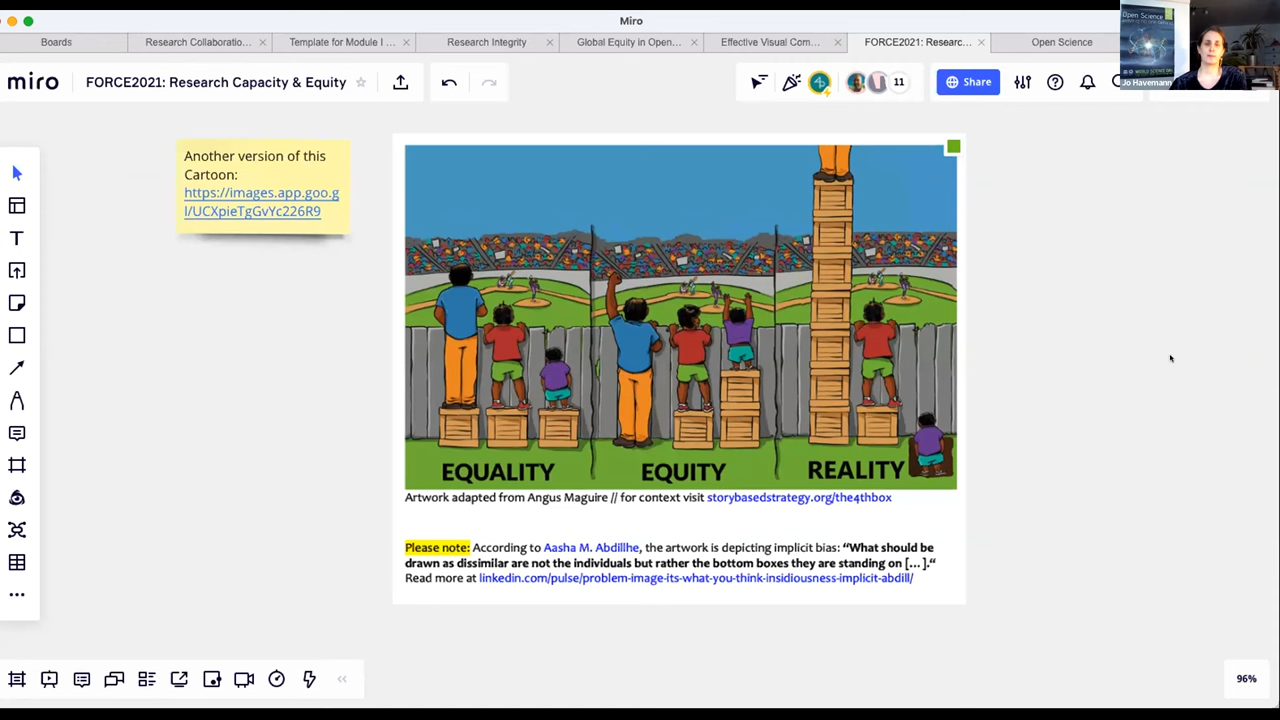 Miro
Boards
Research Collaboratio...
Template for Module I ...
Research Integrity
Global Equity in Open...
Effective Visual Com...
FORCE2021: Researc...
Open Science
Open Science
Jo Havemann
miro
FORCE2021: Research Capacity & Equity
11
Share
Another version of this
Cartoon:
https://images.app.goo.g
l/UCXpieTgGvYc226R9
EQUALITY
EQUITY
REALITY
Artwork adapted from Angus Maguire // for context visit storybasedstrategy.org/the4thbox
Please note: According to Aasha M. Abdillhe, the artwork is depicting implicit bias: “What should be
drawn as dissimilar are not the individuals but rather the bottom boxes they are standing on [...].“
Read more at linkedin.com/pulse/problem-image-its-what-you-think-insidiousness-implicit-abdill/
96%